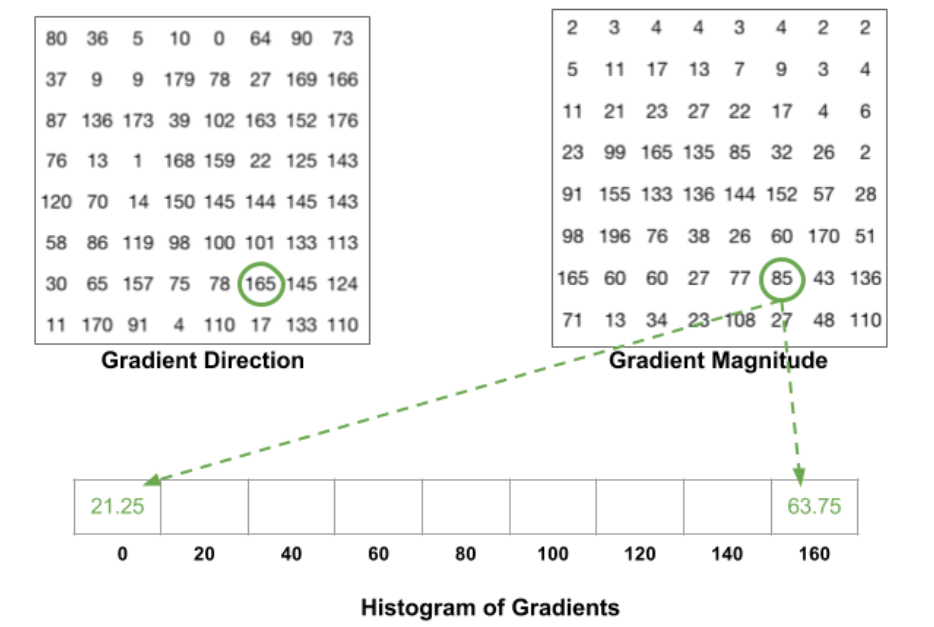 80 36 5 10 0 64 90 73
37 9 9 179 78 27 169 166
87 136 173 39 102 163 152 176
76 13 1 168 159 22 125 143
120 70 14 150 145 144 145 143
58 86 119 98 100 101 133 113
30 65 157 75 78 165 145 124
11 170 91 4 110 17 133 110
Gradient Direction
2 3 4 4 3 4 2 2
5 11 17 13 7 9 3 4
11 21 23 27 22 17 4 6
23 99 165 135 85 32 26 2
91 155 133 136 144 152 57 28
98 196 76 38 26 60 170 51
165 60 60 27 77 85 43 136
71 13 34 23 108 27 48 110
Gradient Magnitude
21.25 63.75
0 20 40 60 80 100 120 140 160
Histogram of Gradients